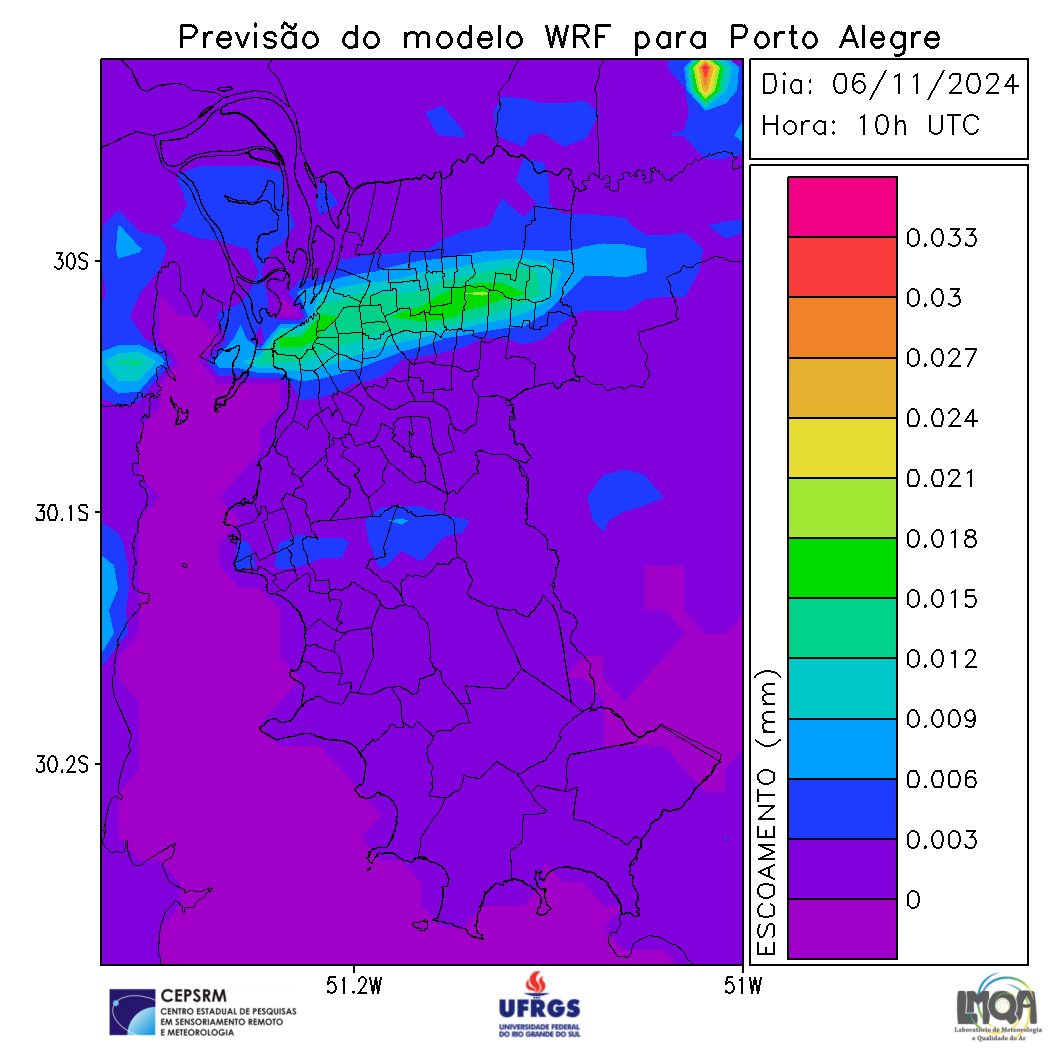 Previsão do modelo WRF para Porto Alegre
Dia: 06/11/2024
Hora: 10h UTC
30S
30.1S
30.2S
51.2W
51W
ESCOAMENTO (mm)
0.033
0.03
0.027
0.024
0.021
0.018
0.015
0.012
0.009
0.006
0.003
0
CEPSRM
CENTRO ESTADUAL DE PESQUISAS
EM SENSORIAMENTO REMOTO
E METEOROLOGIA
UFRGS
UNIVERSIDADE FEDERAL
DO RIO GRANDE DO SUL
LMQA
Laboratório de Meteorologia
e Qualidade do Ar